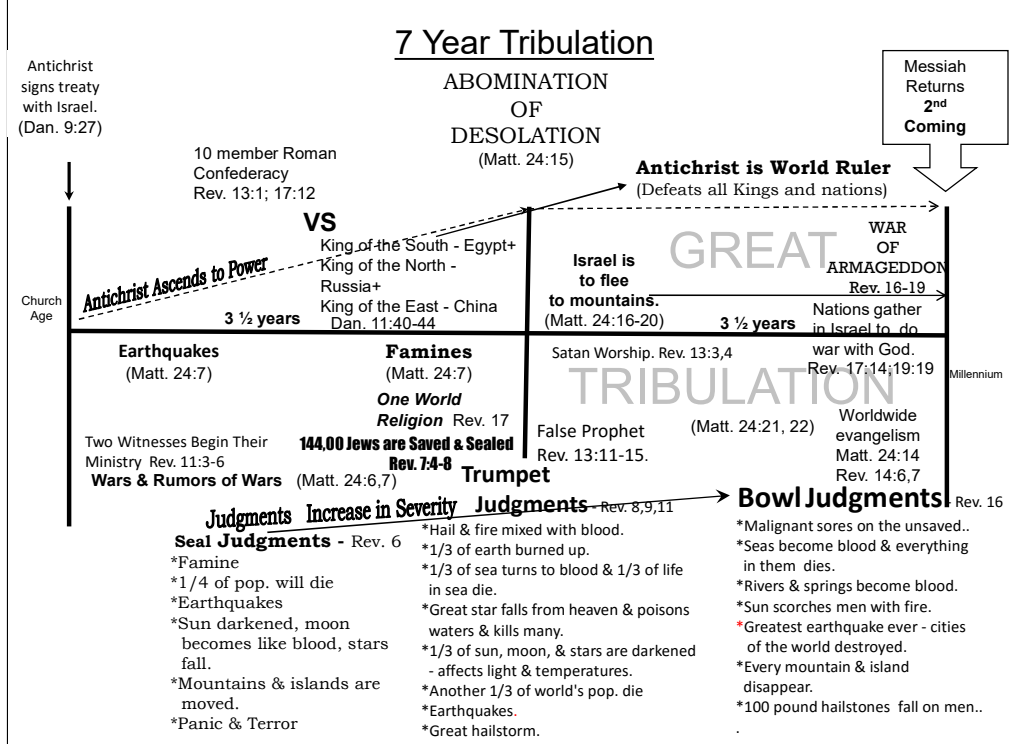 7 Year Tribulation
Antichrist
signs treaty
with Israel.
(Dan. 9:27)
ABOMINATION
OF
DESOLATION
(Matt. 24:15)
Messiah
Returns
2nd
Coming
10 member Roman
Confederacy
Rev. 13:1; 17:12
VS
King of the South - Egypt+
King of the North -
Russia+
King of the East - China
Dan. 11:40-44
Antichrist is World Ruler
(Defeats all Kings and nations)
Antichrist Ascends to Power
Church
Age
3 ½ years
Israel is
to flee
to mountains.
(Matt. 24:16-20)
GREAT
3 ½ years
WAR
OF
ARMAGEDDON
Rev. 16-19
Nations gather
in Israel to do
war with God.
Rev. 17:14;19:19
Millennium
Earthquakes
(Matt. 24:7)
Famines
(Matt. 24:7)
One World
Religion Rev. 17
Satan Worship. Rev. 13:3,4
TRIBULATION
(Matt. 24:21, 22)
Two Witnesses Begin Their
Ministry Rev. 11:3-6
Wars & Rumors of Wars (Matt. 24:6,7)
144,00 Jews are Saved & Sealed
Rev. 7:4-8
False Prophet
Rev. 13:11-15.
Worldwide
evangelism
Matt. 24:14
Rev. 14:6,7
Judgments Increase in Severity
Seal Judgments - Rev. 6
*Famine
*1/4 of pop. will die
*Earthquakes
*Sun darkened, moon
becomes like blood, stars
fall.
*Mountains & islands are
moved.
*Panic & Terror
Trumpet
Judgments - Rev. 8,9,11
*Hail & fire mixed with blood.
*1/3 of earth burned up.
*1/3 of sea turns to blood & 1/3 of life
in sea die.
*Great star falls from heaven & poisons
waters & kills many.
*1/3 of sun, moon, & stars are darkened
- affects light & temperatures.
*Another 1/3 of world's pop. die
*Earthquakes.
*Great hailstorm.
Bowl Judgments - Rev. 16
*Malignant sores on the unsaved..
*Seas become blood & everything
in them dies.
*Rivers & springs become blood.
*Sun scorches men with fire.
*Greatest earthquake ever - cities
of the world destroyed.
*Every mountain & island
disappear.
*100 pound hailstones fall on men..
.